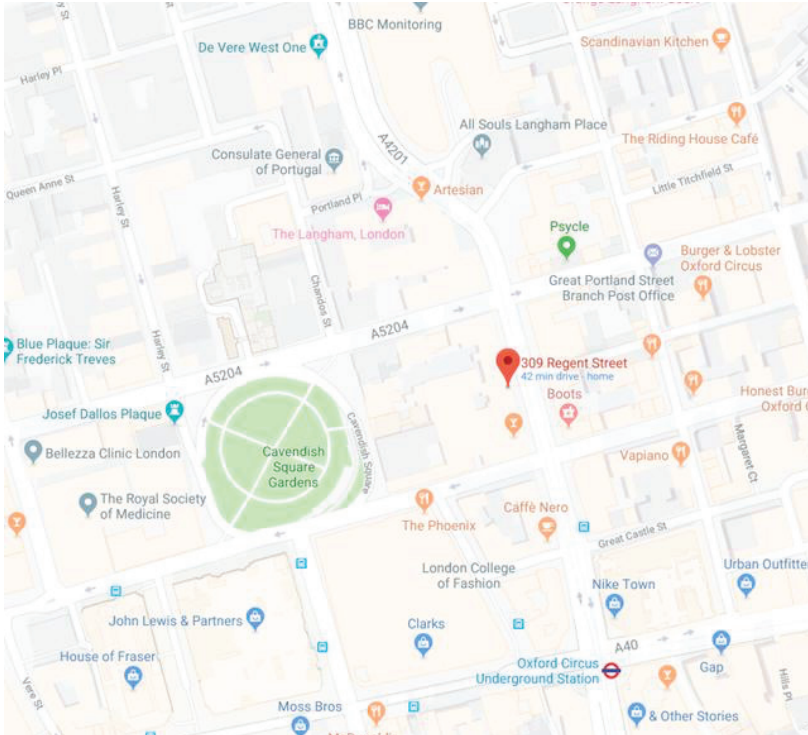 BBC Monitoring
De Vere West One
Scandinavian Kitchen
Harley Pl
Harley St
A4201
All Souls Langham Place
The Riding House Café
Consulate General
of Portugal
Queen Anne St
Harley St
Portland Pl
Artesian
Little Titchfield St
The Langham, London
Psycle
Burger & Lobster
Oxford Circus
Great Portland Street
Branch Post Office
Chandos St
Harley St
A5204
Blue Plaque: Sir
Frederick Treves
A5204
309 Regent Street
42 min drive - home
Boots
Honest Bur
Oxford C
Josef Dallos Plaque
Cavendish Square
Cavendish
Square
Gardens
Margaret Ct
Bellezza Clinic London
Vapiano
The Royal Society
of Medicine
The Phoenix
Caffè Nero
Great Castle St
London College
of Fashion
Urban Outfitte
Nike Town
John Lewis & Partners
Clarks
A40
House of Fraser
Oxford Circus
Underground Station
Gap
Vere St
Hills Pl
Moss Bros
& Other Stories